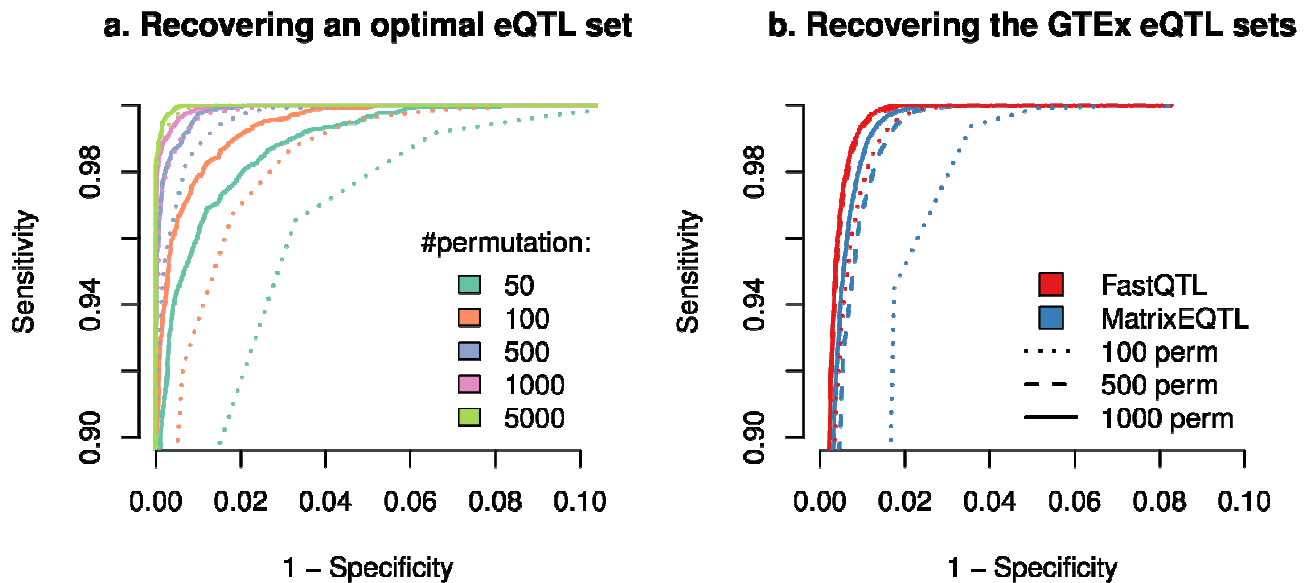 a. Recovering an optimal eQTL set
Sensitivity
0.98
0.94
0.90
#permutation:
50
100
500
1000
5000
0.00 0.02 0.04 0.06 0.08 0.10
1 − Specificity
b. Recovering the GTEx eQTL sets
Sensitivity
0.98
0.94
0.90
FastQTL
MatrixEQTL
100 perm
500 perm
1000 perm
0.00 0.02 0.04 0.06 0.08 0.10
1 − Specificity